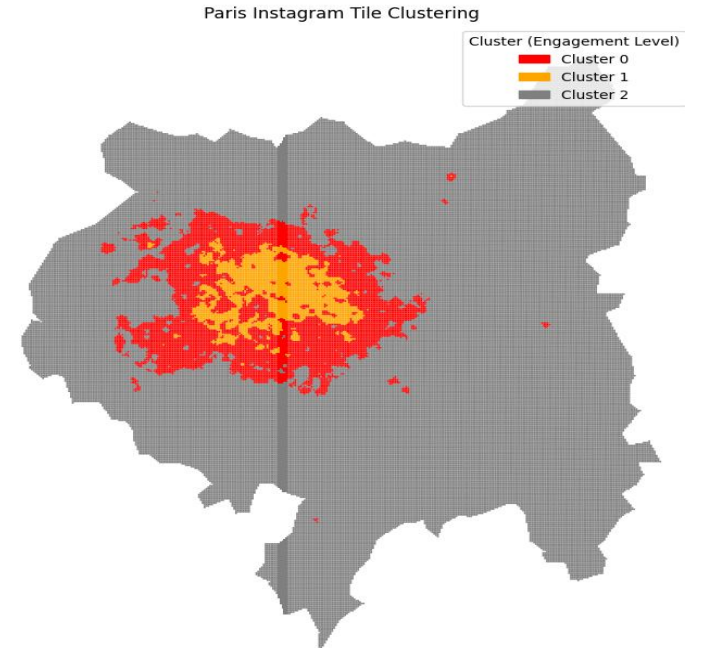 Paris Instagram Tile Clustering
Cluster (Engagement Level)
Cluster 0
Cluster 1
Cluster 2